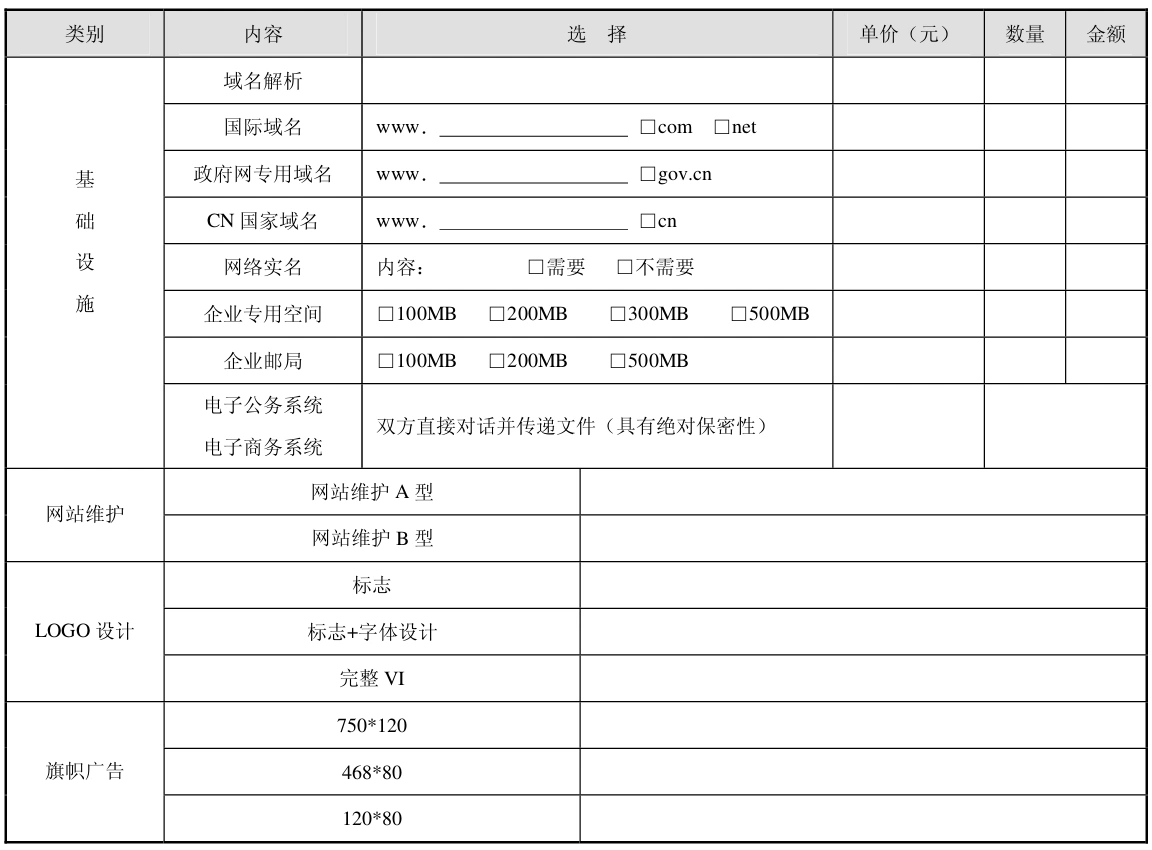 类别 内容 选 择 单价（元） 数量 金额
基
础
设
施
域名解析
国际域名 www．___________________ □com □net
政府网专用域名 www．___________________ □gov.cn
CN 国家域名 www．___________________ □cn
网络实名 内容： □需要 □不需要
企业专用空间 □100MB □200MB □300MB □500MB
企业邮局 □100MB □200MB □500MB
电子公务系统
电子商务系统
双方直接对话并传递文件（具有绝对保密性）
网站维护
网站维护 A 型
网站维护 B 型
LOGO 设计
标志
标志+字体设计
完整 VI
旗帜广告
750*120
468*80
120*80